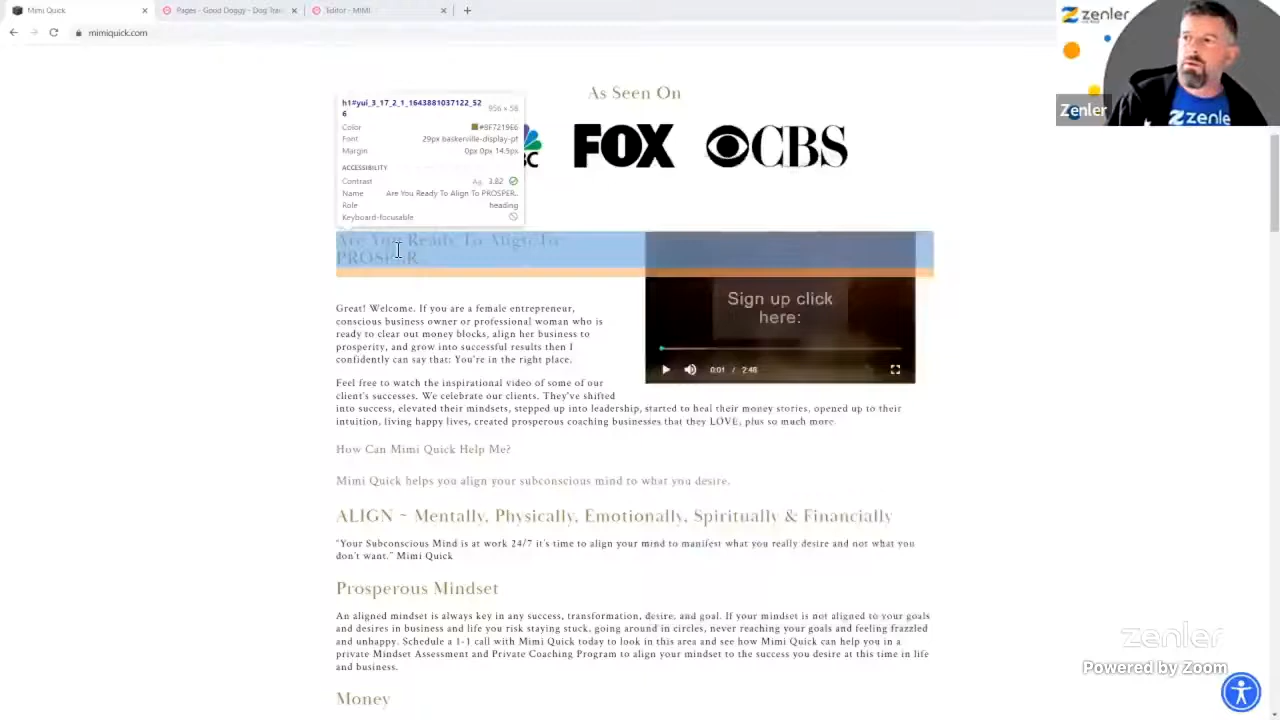 Mimi Quick
Pages - Good Doggy - Dog Trai
Teditor - MIMI
mimiquick.com
zenler
Zenler
zenle
As Seen On
FOX
CBS
h1#yui_3_17_2_1_1643881037122_52
6
956 × 56
Color #8F7219E6
Font 29px baskerville-display-pt
Margin 0px 0px 14.5px
ACCESSIBILITY
Contrast Ag 3.82
Name Are You Ready To Align To PROSPER..
Role heading
Keyboard-focusable
Are You Ready To Align To
PROSPER
Sign up click
here:
0:01 / 2:46
Great! Welcome. If you are a female entrepreneur,
conscious business owner or professional woman who is
ready to clear out money blocks, align her business to
prosperity, and grow into successful results then I
confidently can say that: You're in the right place.
Feel free to watch the inspirational video of some of our
client's successes. We celebrate our clients. They've shifted
into success, elevated their mindsets, stepped up into leadership, started to heal their money stories, opened up to their
intuition, living happy lives, created prosperous coaching businesses that they LOVE, plus so much more.
How Can Mimi Quick Help Me?
Mimi Quick helps you align your subconscious mind to what you desire.
ALIGN ~ Mentally, Physically, Emotionally, Spiritually & Financially
"Your Subconscious Mind is at work 24/7 it's time to align your mind to manifest what you really desire and not what you
don't want." Mimi Quick
Prosperous Mindset
An aligned mindset is always key in any success, transformation, desire, and goal. If your mindset is not aligned to your goals
and desires in business and life you risk staying stuck, going around in circles, never reaching your goals and feeling frazzled
and unhappy. Schedule a 1-1 call with Mimi Quick today to look in this area and see how Mimi Quick can help you in a
private Mindset Assessment and Private Coaching Program to align your mindset to the success you desire at this time in life
and business.
Money
zenler
Powered by Zoom